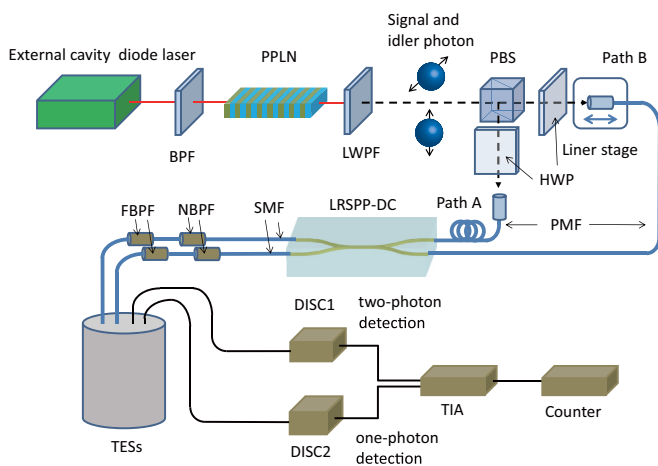 Signal and
idler photon
External cavity diode laser
PPLN
PBS
Path B
BPF
LWPF
Liner stage
HWP
FBPF
NBPF
SMF
LRSPP-DC
Path A
PMF
DISC1
two-photon
detection
TIA
Counter
TESs
DISC2
one-photon
detection